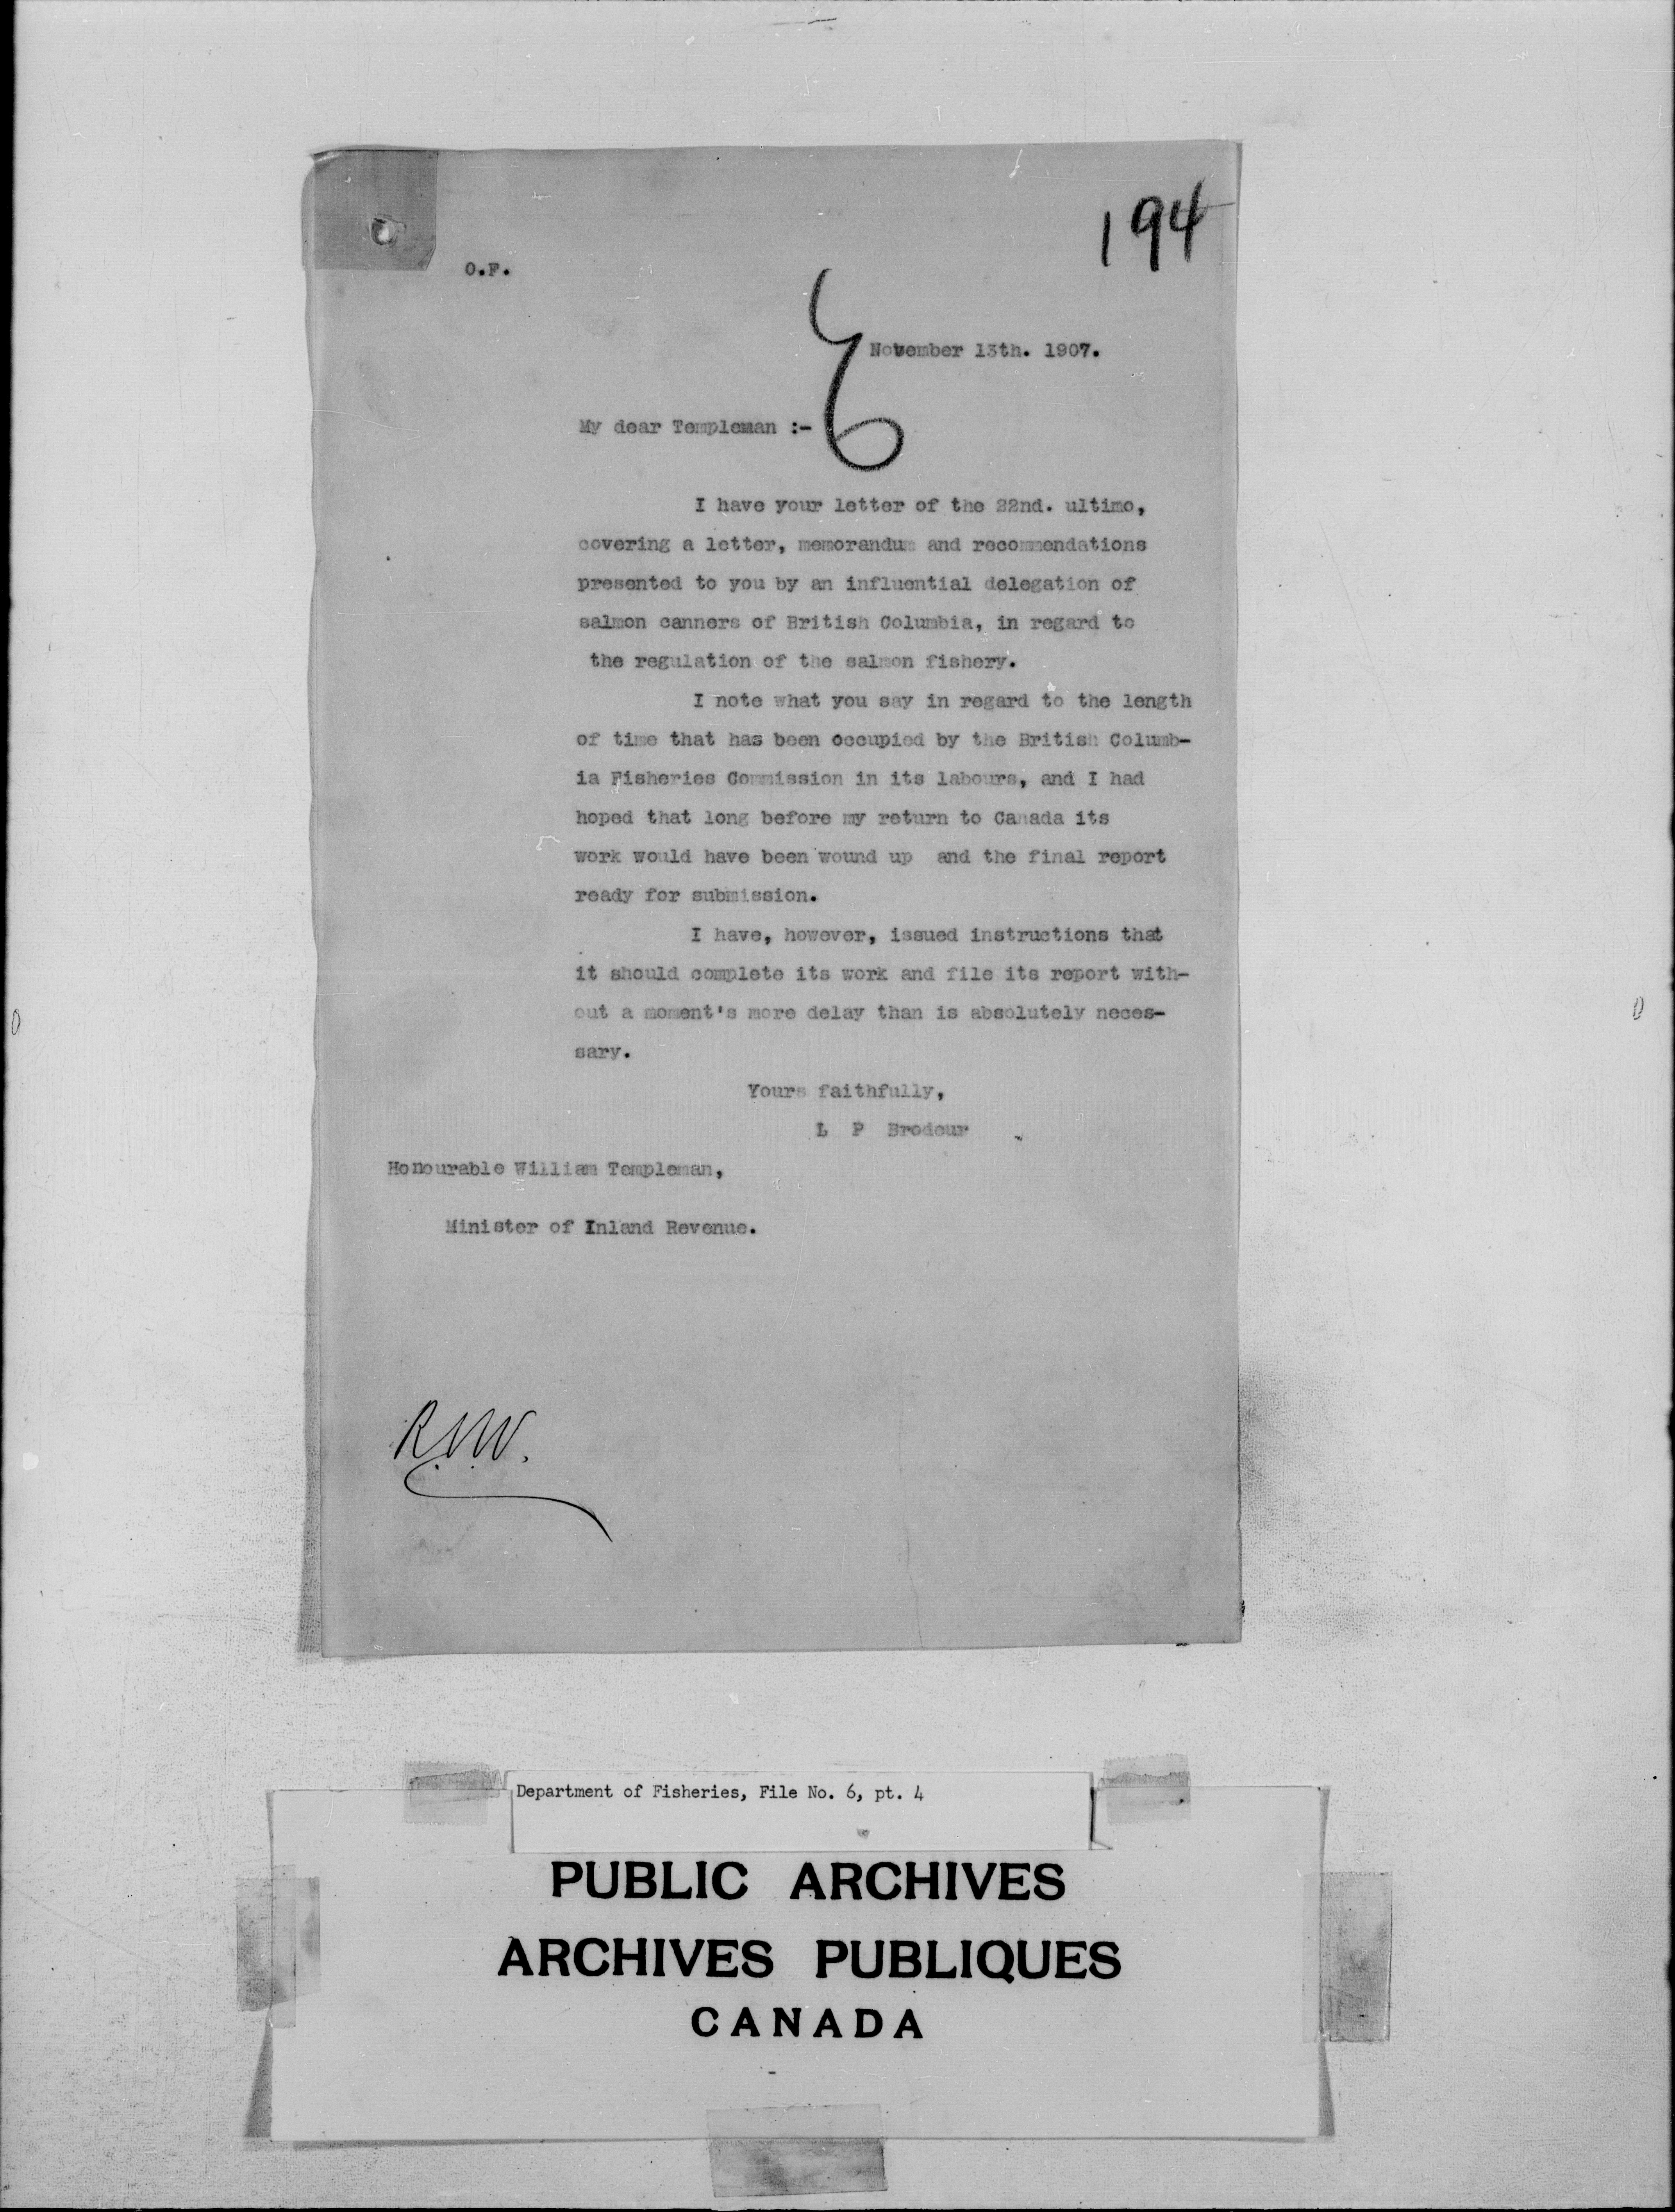 194
O.F.
6
November 13th. 1907.
My dear Templeman :-
I have your letter of the 22nd. ultimo,
covering a letter, memorandum and recommendations
presented to you by an influential delegation of
salmon canners of British Columbia, in regard to
the regulation of the salmon fishery.
I note what you say in regard to the length
of time that has been occupied by the British Columb-
ia Fisheries Commission in its labours, and I had
hoped that long before my return to Canada its
work would have been wound up and the final report
ready for submission.
I have, however, issued instructions that
it should complete its work and file its report with-
out a moment's more delay than is absolutely neces-
sary.
Yours faithfully,
L P Brodeur
Honourable William Templeman,
Minister of Inland Revenue.
Department of Fisheries, File No. 6, pt. 4
PUBLIC ARCHIVES
ARCHIVES PUBLIQUES
CANADA